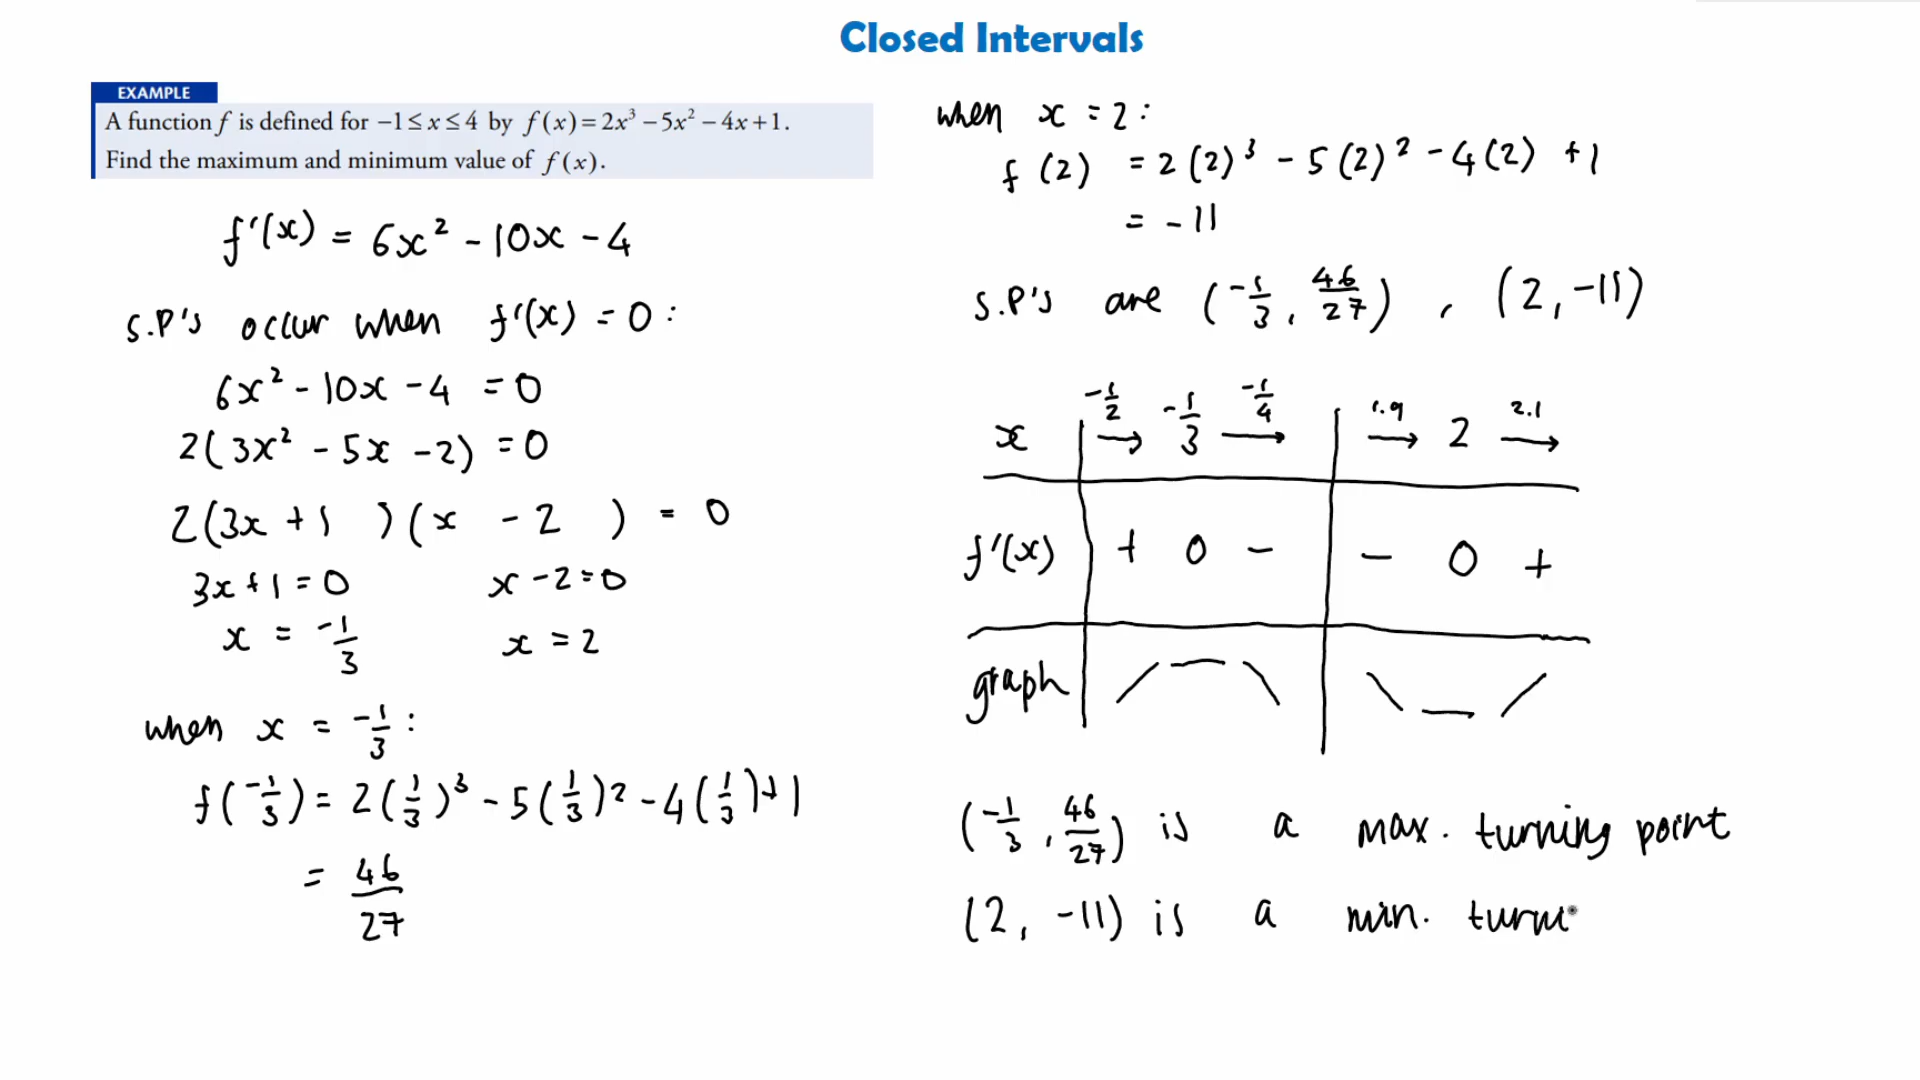 Closed Intervals
EXAMPLE
A function f is defined for −1 ≤ x ≤ 4 by f(x) = 2x³ − 5x² − 4x + 1.
Find the maximum and minimum value of f(x).
f'(x) = 6x² - 10x - 4
S.P's occur when f'(x) = 0 :
6x² - 10x - 4 = 0
2(3x² - 5x - 2) = 0
2(3x + 1 )(x - 2 ) = 0
3x + 1 = 0 x - 2 = 0
x = -1/3 x = 2
when x = -1/3 :
f(-1/3) = 2(1/3)³ - 5(1/3)² - 4(1/3) + 1
= 46/27
when x = 2 :
f(2) = 2(2)³ - 5(2)² - 4(2) + 1
= -11
S.P's are (-1/3, 46/27) , (2, -11)
x -1/2 → -1/3 -1/4 → 1.9 → 2 2.1 →
f'(x) + 0 - - 0 +
graph
(-1/3, 46/27) is a max. turning point
(2, -11) is a min. turni